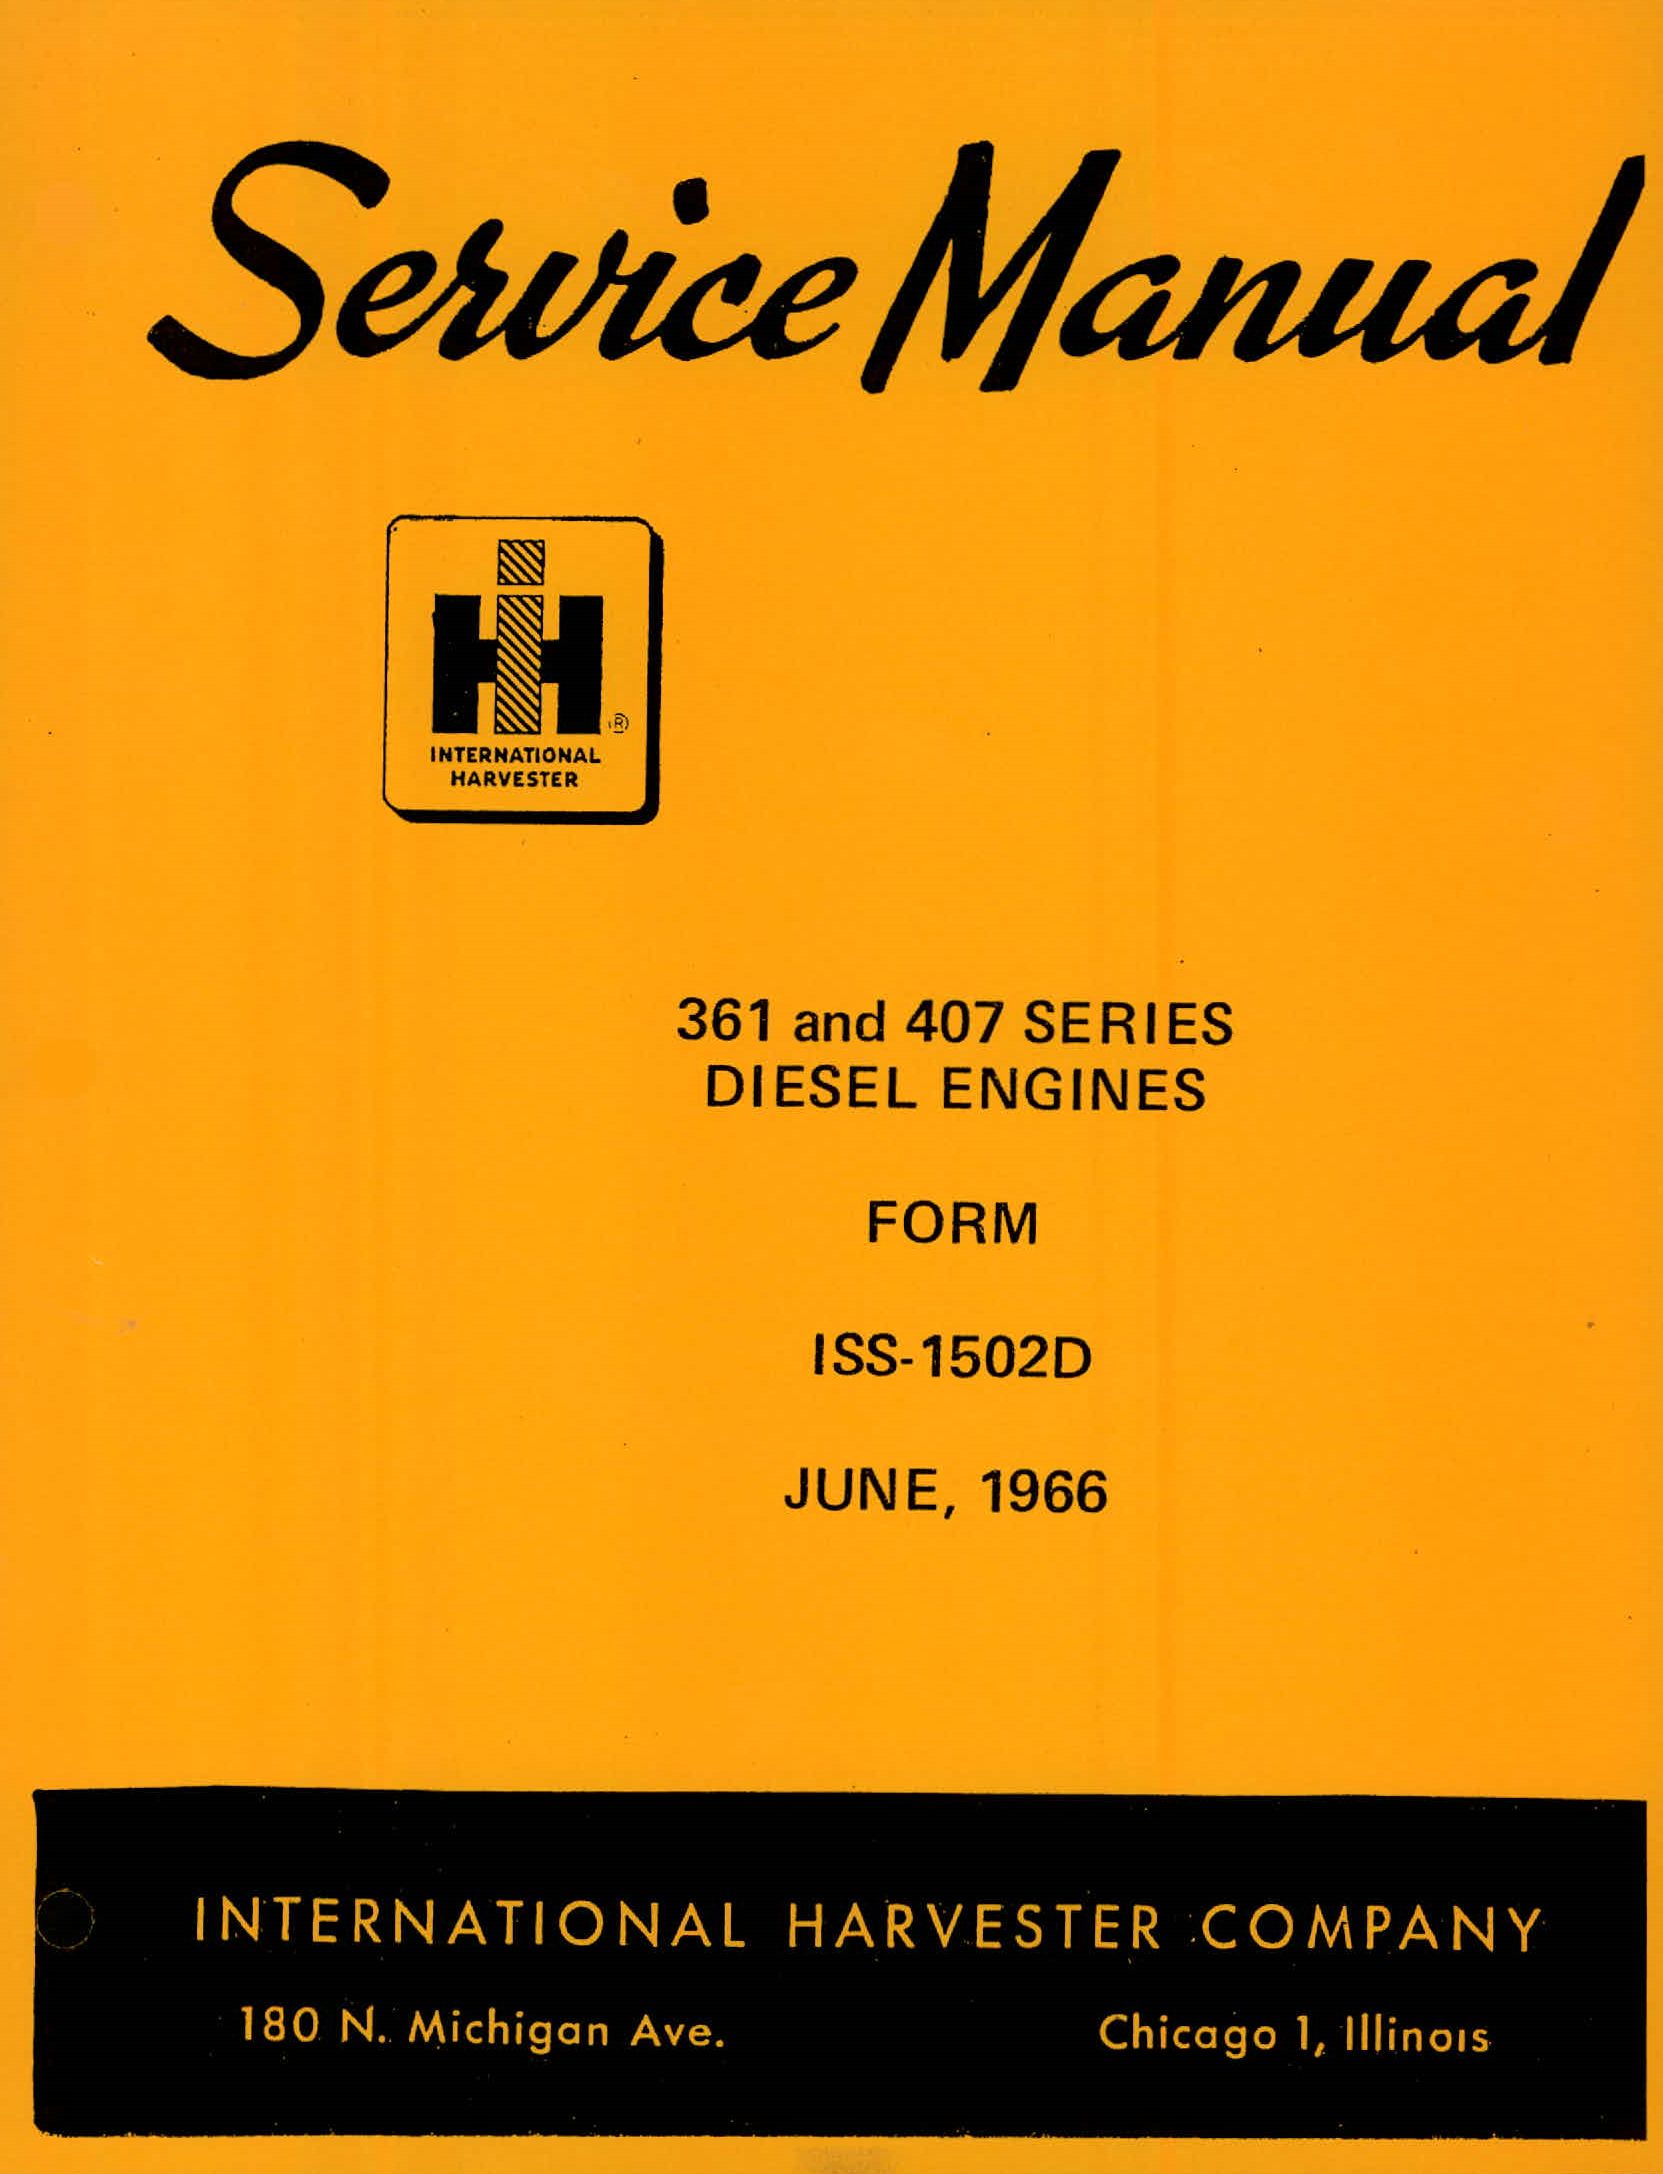 Service Manual
IH ®
INTERNATIONAL
HARVESTER
361 and 407 SERIES
DIESEL ENGINES
FORM
ISS-1502D
JUNE, 1966
INTERNATIONAL HARVESTER COMPANY
180 N. Michigan Ave. Chicago 1, Illinois